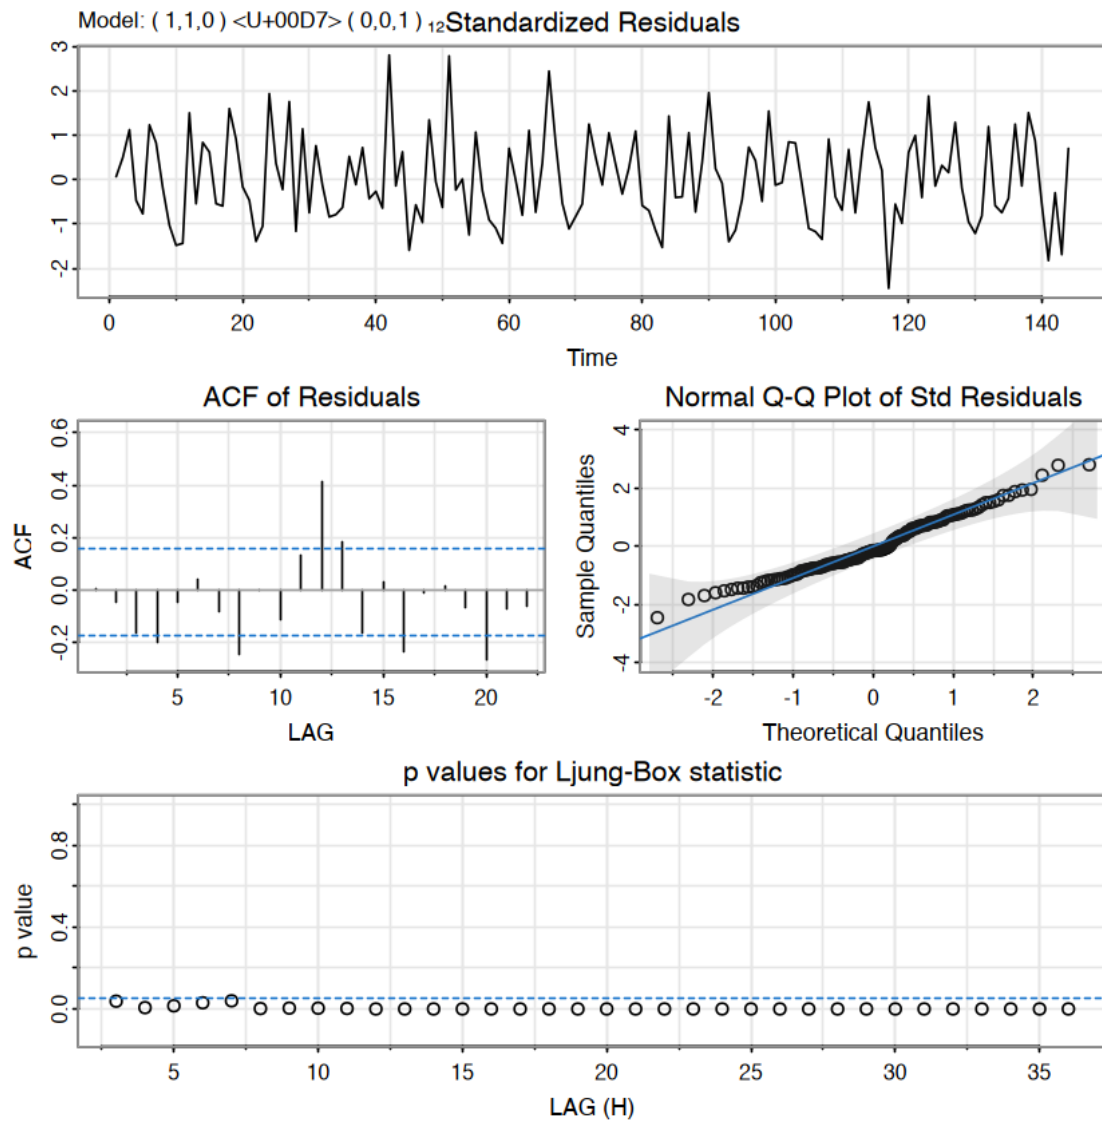 Model: ( 1,1,0 ) <U+00D7> ( 0,0,1 ) 12 Standardized Residuals
3
2
1
0
-1
-2
0 20 40 60 80 100 120 140
Time
ACF of Residuals
0.6
0.4
0.2
0.0
-0.2
ACF
5 10 15 20
LAG
Normal Q-Q Plot of Std Residuals
4
2
0
-2
-4
Sample Quantiles
-2 -1 0 1 2
Theoretical Quantiles
p values for Ljung-Box statistic
0.8
0.4
0.0
p value
5 10 15 20 25 30 35
LAG (H)